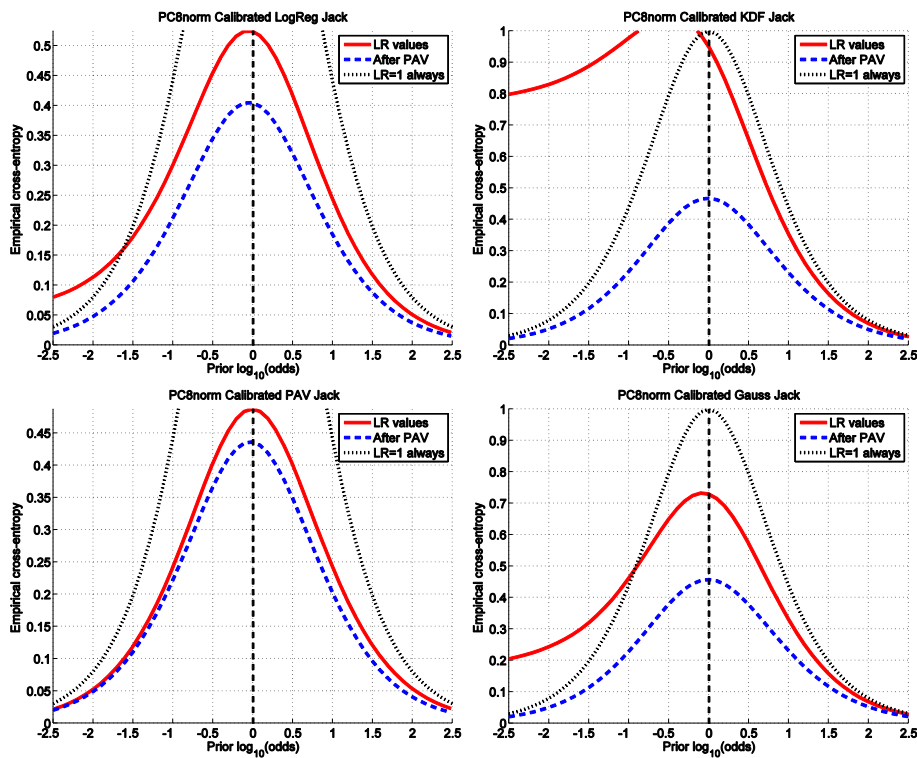 PC8norm Calibrated LogReg Jack
LR values
After PAV
LR=1 always
Empirical cross-entropy
0.5
0.45
0.4
0.35
0.3
0.25
0.2
0.15
0.1
0.05
0
-2.5 -2 -1.5 -1 -0.5 0 0.5 1 1.5 2 2.5
Prior log10(odds)
PC8norm Calibrated KDF Jack
LR values
After PAV
LR=1 always
Empirical cross-entropy
1
0.9
0.8
0.7
0.6
0.5
0.4
0.3
0.2
0.1
0
-2.5 -2 -1.5 -1 -0.5 0 0.5 1 1.5 2 2.5
Prior log10(odds)
PC8norm Calibrated PAV Jack
LR values
After PAV
LR=1 always
Empirical cross-entropy
0.45
0.4
0.35
0.3
0.25
0.2
0.15
0.1
0.05
0
-2.5 -2 -1.5 -1 -0.5 0 0.5 1 1.5 2 2.5
Prior log10(odds)
PC8norm Calibrated Gauss Jack
LR values
After PAV
LR=1 always
Empirical cross-entropy
1
0.9
0.8
0.7
0.6
0.5
0.4
0.3
0.2
0.1
0
-2.5 -2 -1.5 -1 -0.5 0 0.5 1 1.5 2 2.5
Prior log10(odds)